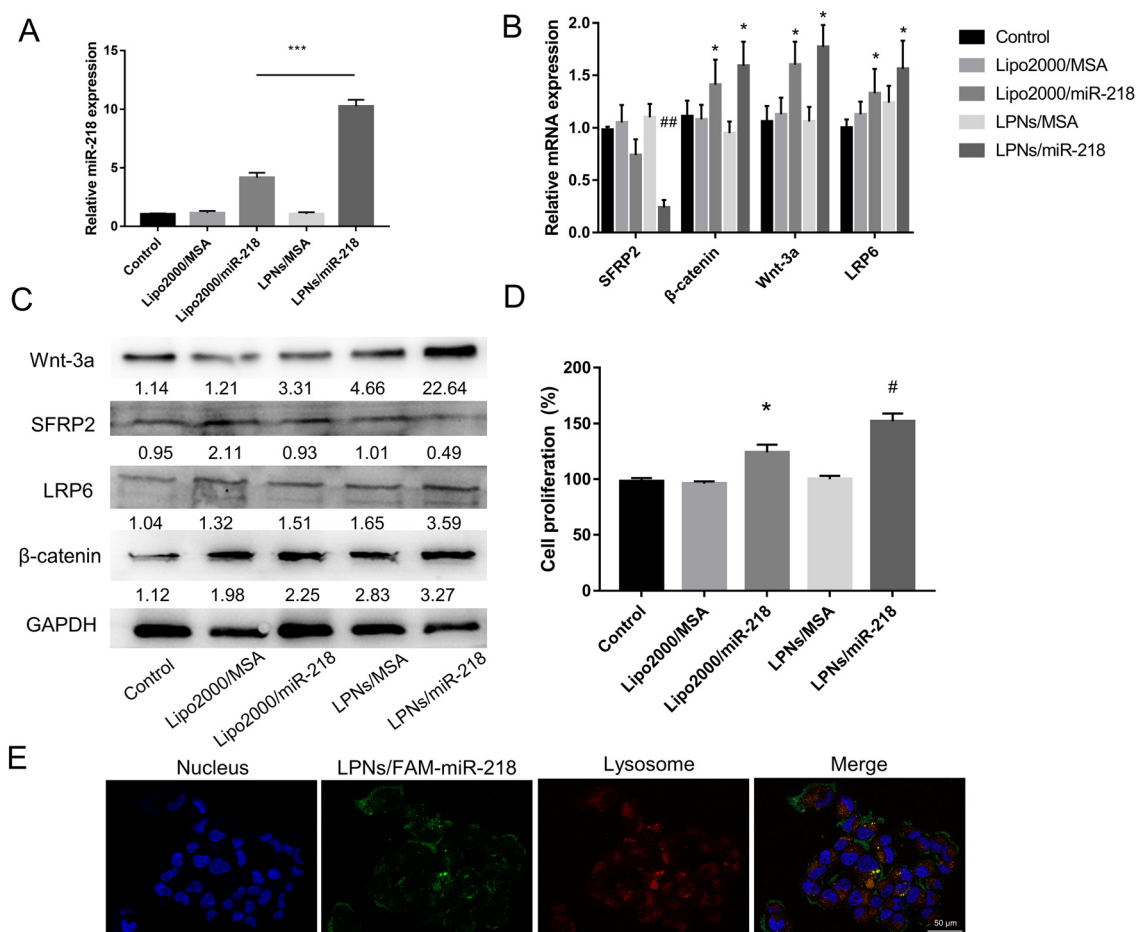 A
Relative miR-218 expression
15
10
5
0
***
Control
Lipo2000/MSA
Lipo2000/miR-218
LPNs/MSA
LPNs/miR-218
B
Relative mRNA expression
2.0
1.5
1.0
0.5
0.0
##
*
*
*
*
*
*
SFRP2
β-catenin
Wnt-3a
LRP6
Control
Lipo2000/MSA
Lipo2000/miR-218
LPNs/MSA
LPNs/miR-218
C
Wnt-3a
1.14 1.21 3.31 4.66 22.64
SFRP2
0.95 2.11 0.93 1.01 0.49
LRP6
1.04 1.32 1.51 1.65 3.59
β-catenin
1.12 1.98 2.25 2.83 3.27
GAPDH
Control
Lipo2000/MSA
Lipo2000/miR-218
LPNs/MSA
LPNs/miR-218
D
Cell proliferation (%)
200
150
100
50
0
*
#
Control
Lipo2000/MSA
Lipo2000/miR-218
LPNs/MSA
LPNs/miR-218
E
Nucleus LPNs/FAM-miR-218 Lysosome Merge
50 μm